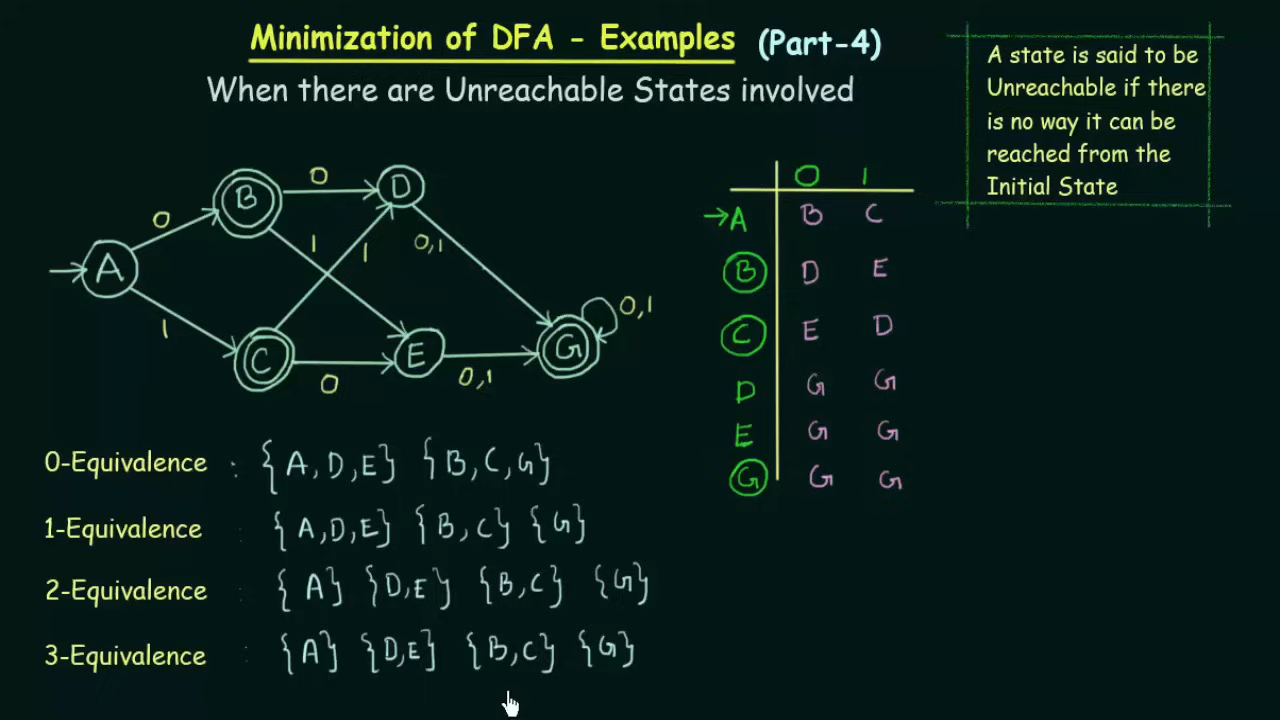 Minimization of DFA - Examples (Part-4)
When there are Unreachable States involved
A state is said to be
Unreachable if there
is no way it can be
reached from the
Initial State
B 0 D
0
1 1 0,1
A
0,1
1
C 0 E 0,1 G
0 1
→A B C
B D E
C E D
D G G
E G G
G G G
0-Equivalence : {A,D,E} {B,C,G}
1-Equivalence : {A,D,E} {B,C} {G}
2-Equivalence : {A} {D,E} {B,C} {G}
3-Equivalence : {A} {D,E} {B,C} {G}